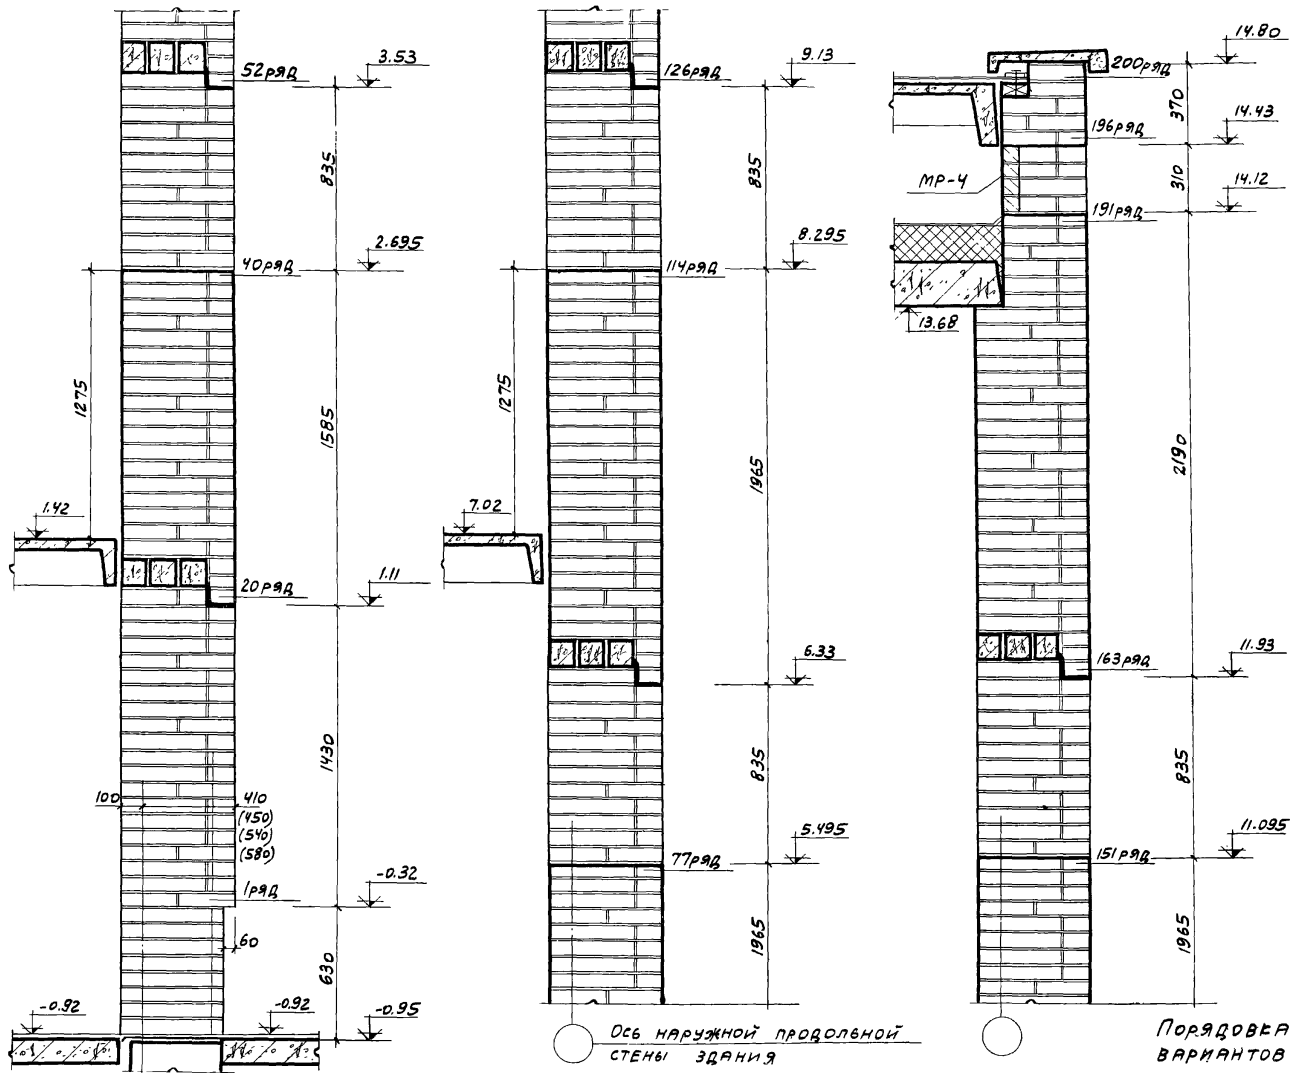 3.53
52ряд
835
2.695
40ряд
1275
1585
1.42
1.11
20ряд
1430
100
410
(450)
(540)
(580)
-0.32
1ряд
60
630
-0.92
-0.92
-0.95
9.13
126ряд
835
8.295
114ряд
1275
1965
7.02
6.33
835
5.495
77ряд
1965
Ось наружной продольной
стены здания
14.80
200ряд
370
14.43
196ряд
310
МР-4
14.12
191ряд
13.68
2190
11.93
163ряд
835
11.095
151ряд
1965
Порядовка
вариантов